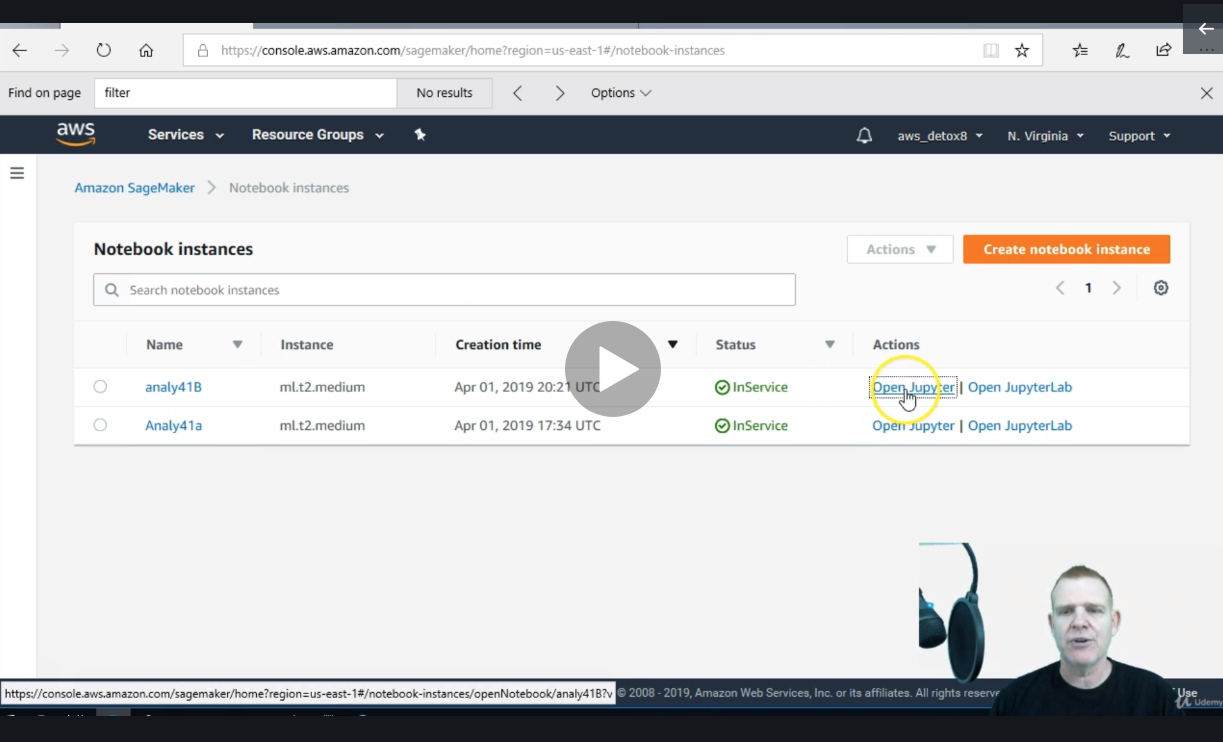 https://console.aws.amazon.com/sagemaker/home?region=us-east-1#/notebook-instances
Find on page filter No results Options
aws Services Resource Groups aws_detox8 N. Virginia Support
Amazon SageMaker Notebook instances
Notebook instances Actions Create notebook instance
Search notebook instances 1
Name Instance Creation time Status Actions
analy41B ml.t2.medium Apr 01, 2019 20:21 UTC InService Open Jupyter | Open JupyterLab
Analy41a ml.t2.medium Apr 01, 2019 17:34 UTC InService Open Jupyter | Open JupyterLab
https://console.aws.amazon.com/sagemaker/home?region=us-east-1#/notebook-instances/openNotebook/analy41B?v © 2008 - 2019, Amazon Web Services, Inc. or its affiliates. All rights Use
Udemy